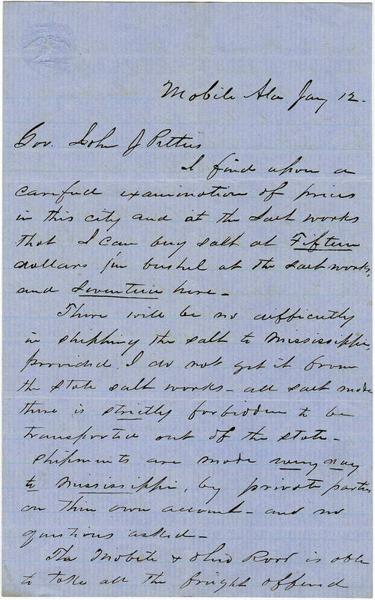 Mobile Ala Jany 12.
Gov. John J Pettus
I find upon a
careful examination of prices
in this city and at the Salt works
that I can buy salt at Fifteen
dollars per bushel at the Salt works,
and Seventeen here -
There will be no difficulty
in shipping the salt to Mississippi,
provided I do not get it from
the state salt works - all salt made
there is strictly forbidden to be
transported out of the state -
Shipments are made every day
to Mississippi, by private parties
on their own account - and no
questions asked -
The Mobile & Ohio Road is able
to take all the freight offered